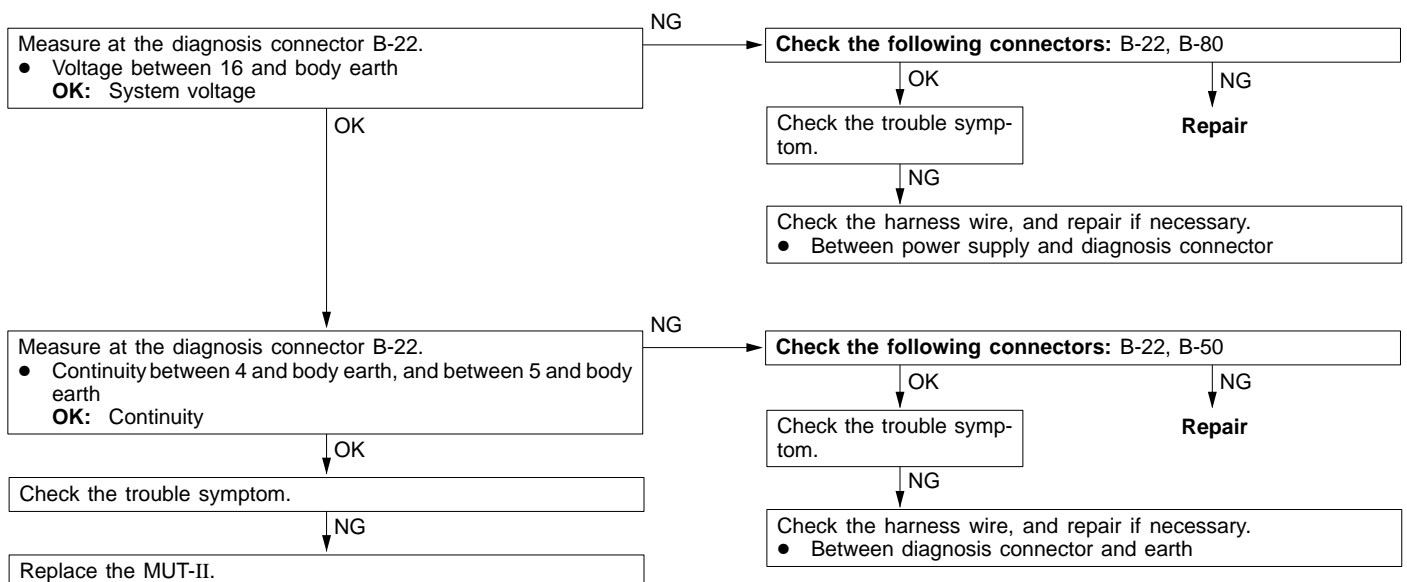 NG
Measure at the diagnosis connector B-22.
● Voltage between 16 and body earth
OK: System voltage
Check the following connectors: B-22, B-80
OK
NG
OK
Check the trouble symp-
tom.
Repair
NG
Check the harness wire, and repair if necessary.
● Between power supply and diagnosis connector
NG
Measure at the diagnosis connector B-22.
● Continuity between 4 and body earth, and between 5 and body
earth
OK: Continuity
Check the following connectors: B-22, B-50
OK
NG
Check the trouble symp-
tom.
Repair
OK
Check the trouble symptom.
NG
Check the harness wire, and repair if necessary.
● Between diagnosis connector and earth
NG
Replace the MUT-II.